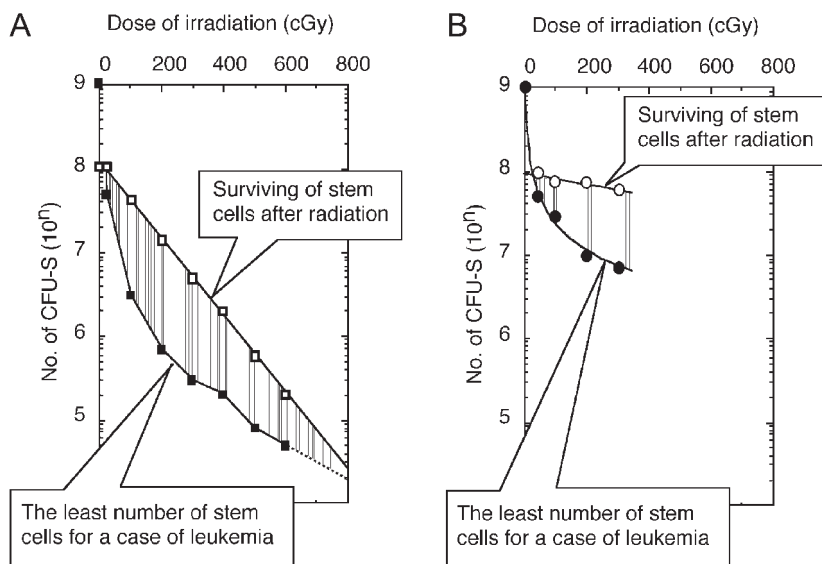 A
Dose of irradiation (cGy)
0 200 400 600 800
9
8
7
6
5
No. of CFU-S (10ⁿ)
Surviving of stem
cells after radiation
The least number of stem
cells for a case of leukemia
B
Dose of irradiation (cGy)
0 200 400 600 800
9
8
7
6
5
No. of CFU-S (10ⁿ)
Surviving of stem
cells after radiation
The least number of stem
cells for a case of leukemia